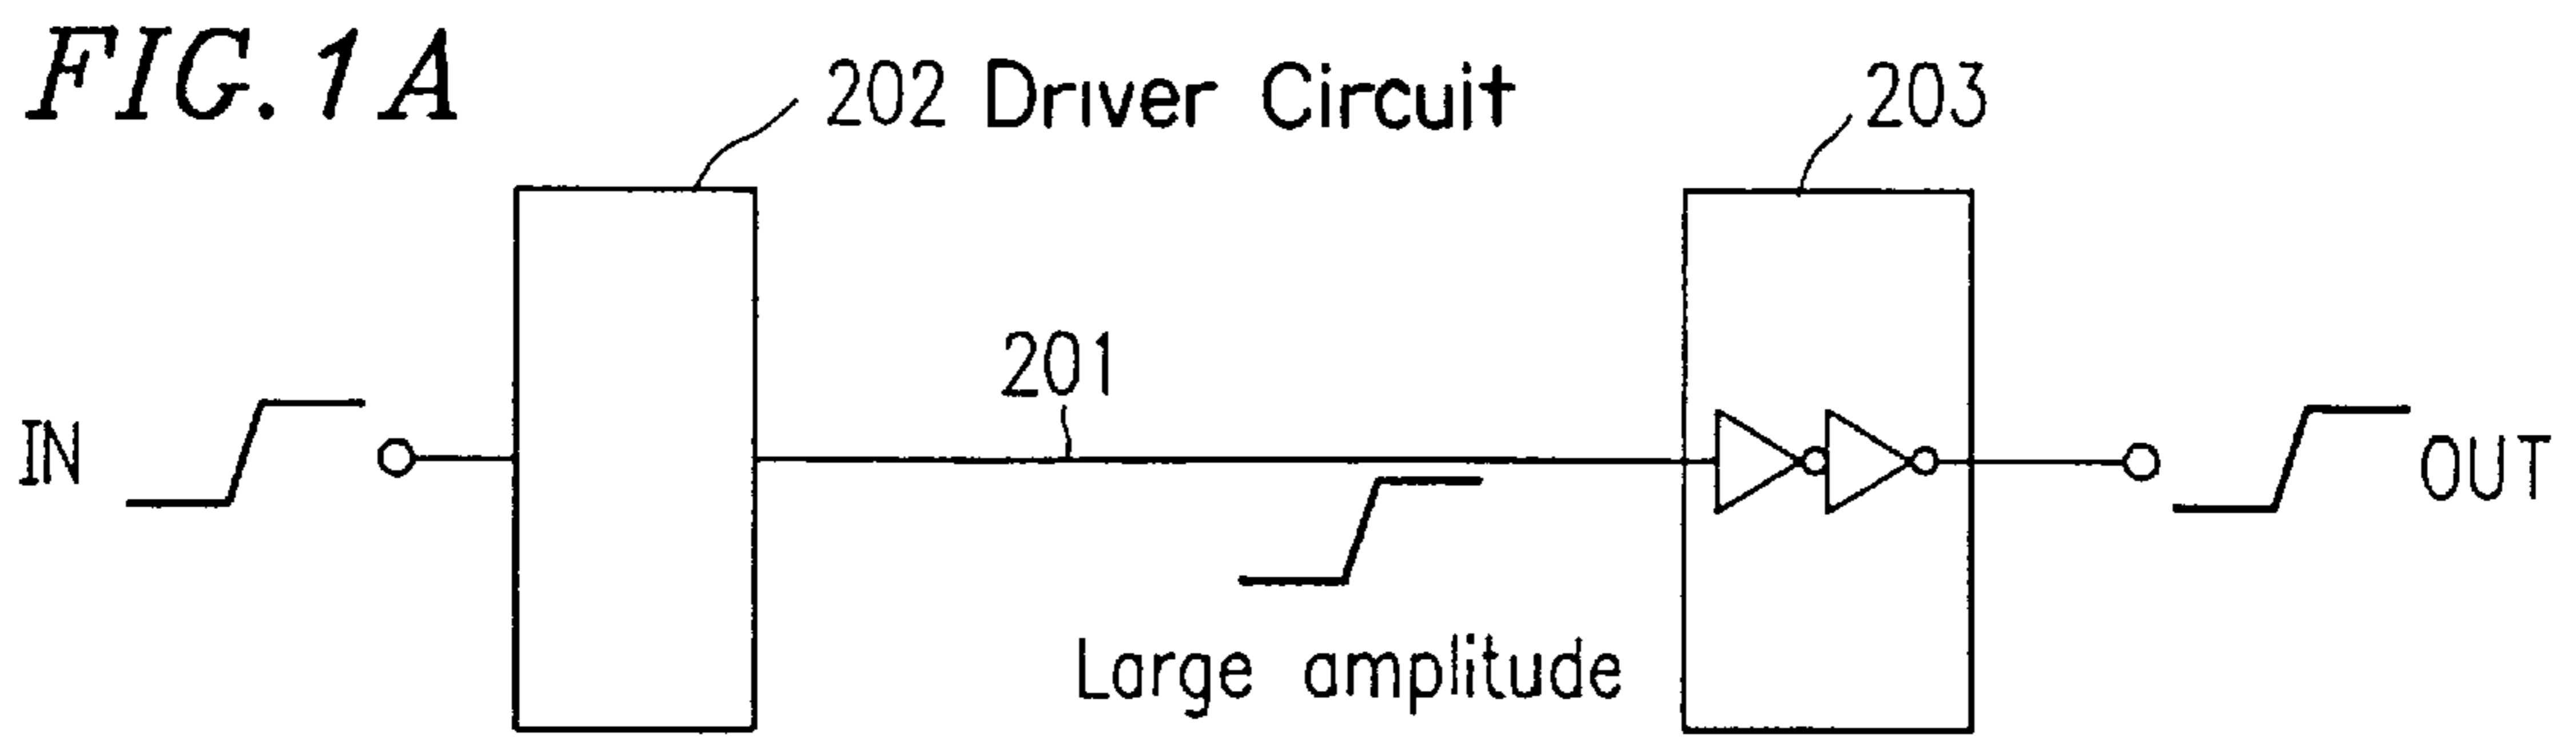 FIG.1A
202 Driver Circuit
203
201
IN
OUT
Large amplitude